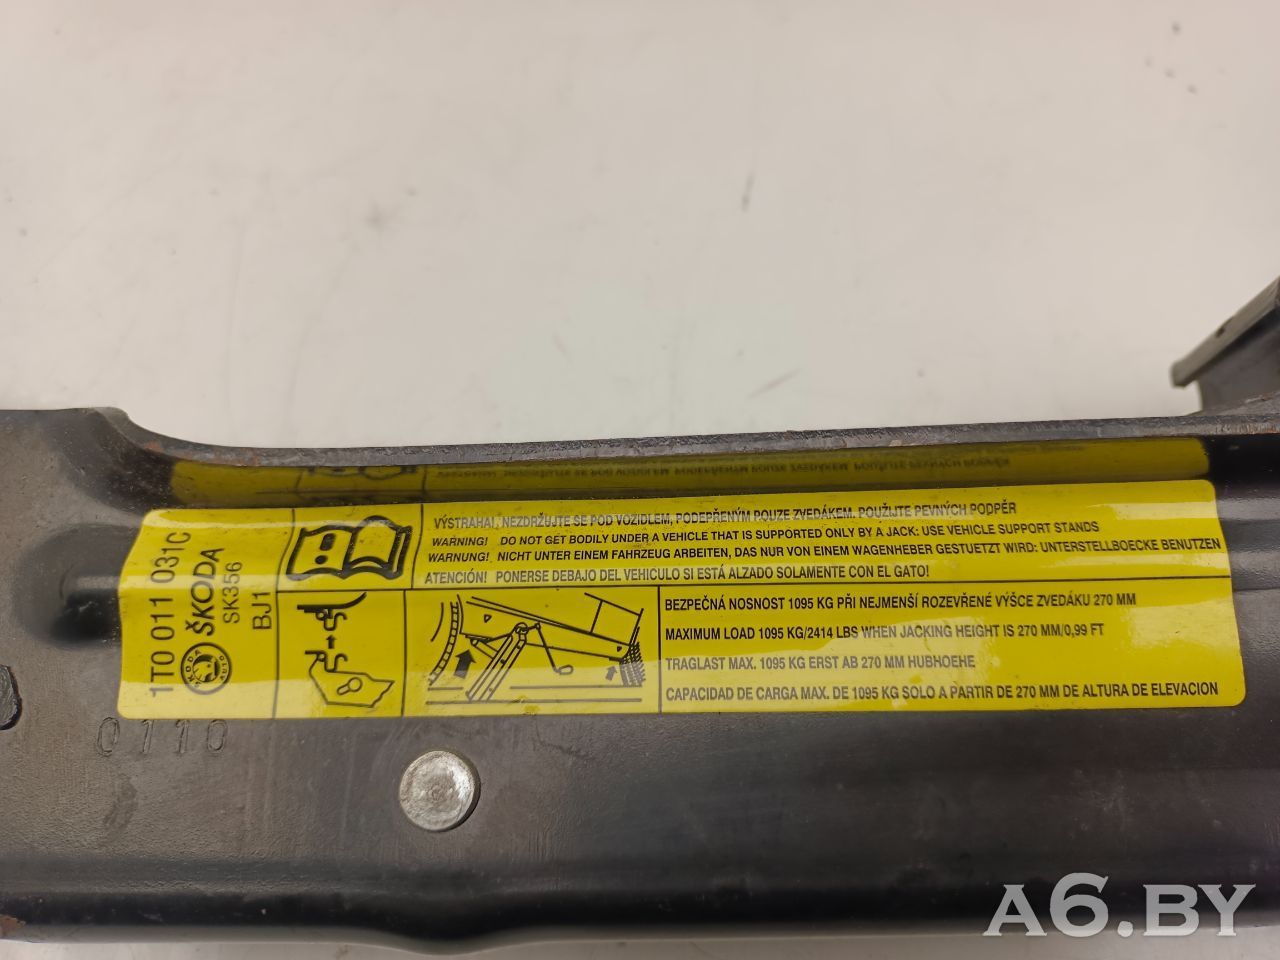 1T0 011 031C
ŠKODA
SK356
BJ1
ŠKODA
AUTO
VÝSTRAHA!, NEZDRŽUJTE SE POD VOZIDLEM, PODEPŘENÝM POUZE ZVEDÁKEM. POUŽIJTE PEVNÝCH PODPĚR
WARNING! DO NOT GET BODILY UNDER A VEHICLE THAT IS SUPPORTED ONLY BY A JACK: USE VEHICLE SUPPORT STANDS
WARNUNG! NICHT UNTER EINEM FAHRZEUG ARBEITEN, DAS NUR VON EINEM WAGENHEBER GESTUETZT WIRD: UNTERSTELLBOECKE BENUTZEN
ATENCIÓN! PONERSE DEBAJO DEL VEHICULO SI ESTÁ ALZADO SOLAMENTE CON EL GATO!
BEZPEČNÁ NOSNOST 1095 KG PŘI NEJMENŠÍ ROZEVŘENÉ VÝŠCE ZVEDÁKU 270 MM
MAXIMUM LOAD 1095 KG/2414 LBS WHEN JACKING HEIGHT IS 270 MM/0,99 FT
TRAGLAST MAX. 1095 KG ERST AB 270 MM HUBHOEHE
CAPACIDAD DE CARGA MAX. DE 1095 KG SOLO A PARTIR DE 270 MM DE ALTURA DE ELEVACION
0110
A6.BY